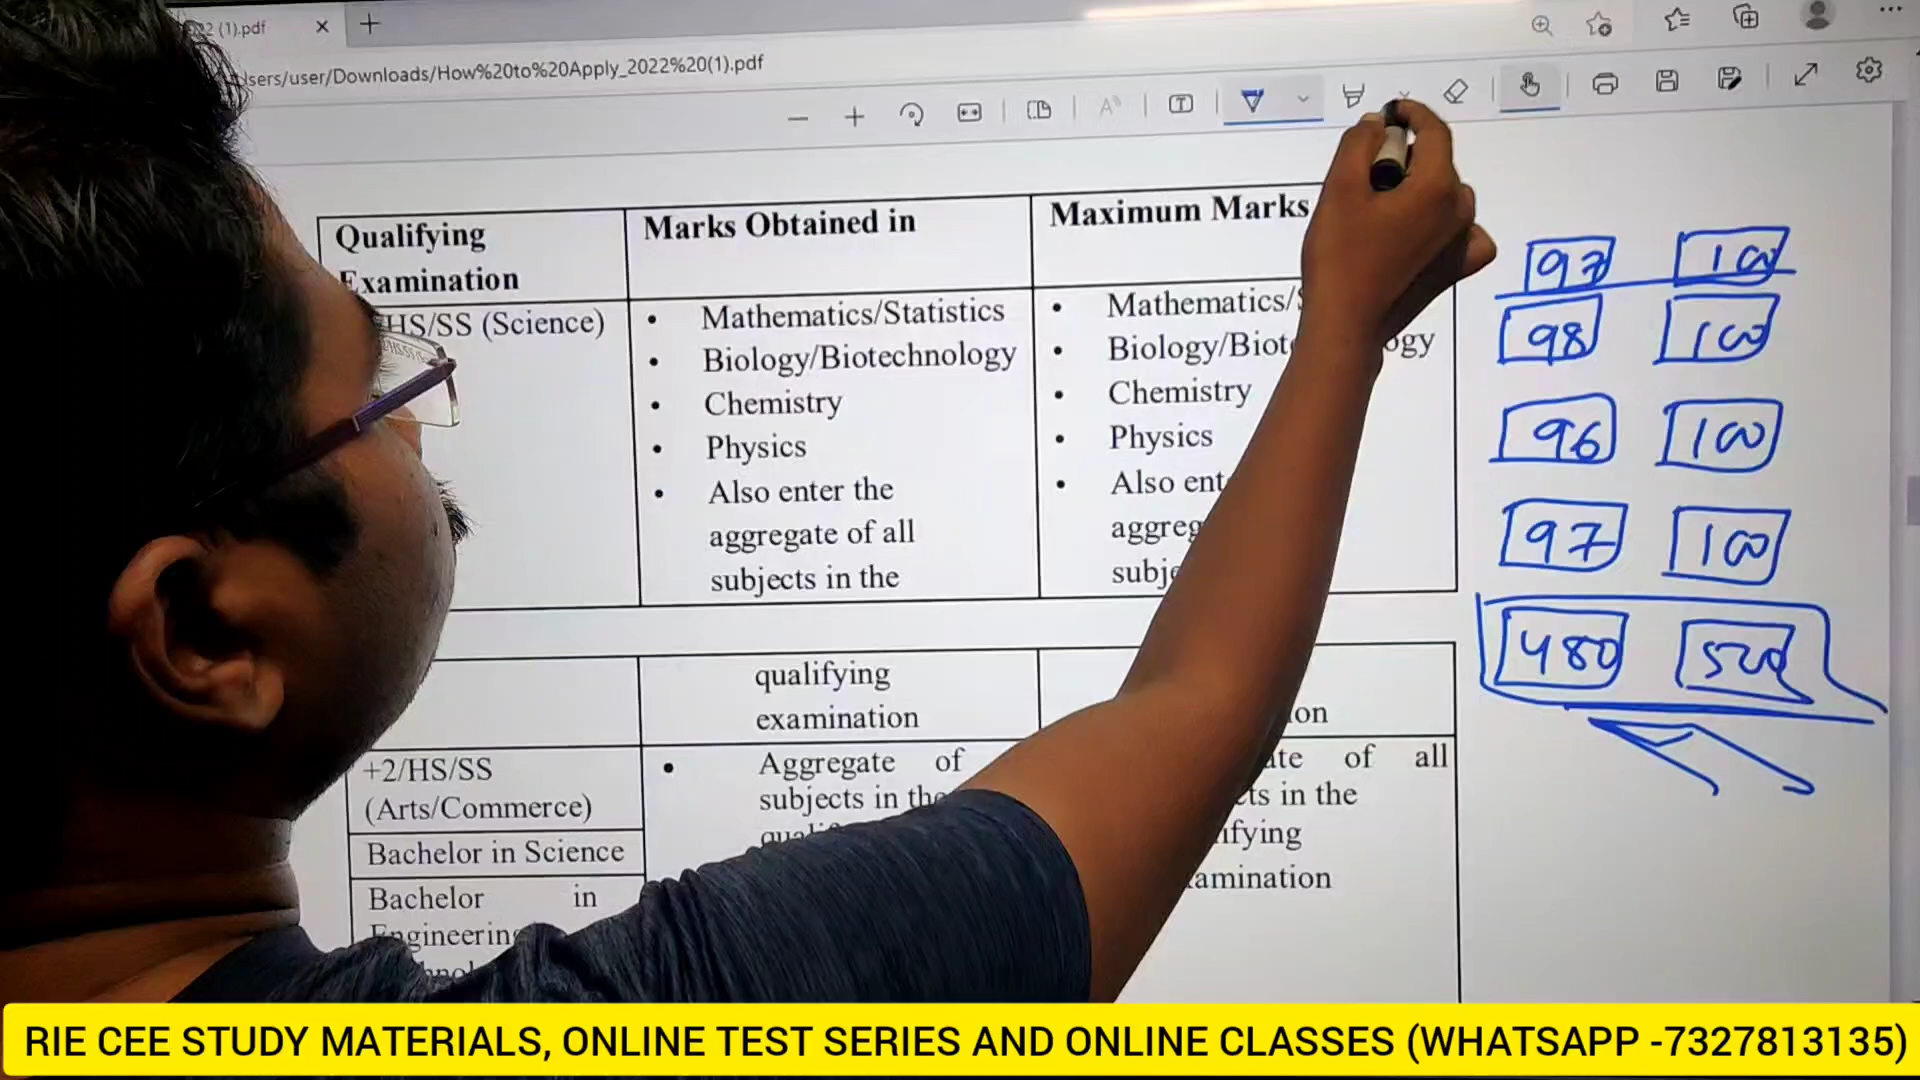 2 (1).pdf
sers/user/Downloads/How%20to%20Apply_2022%20(1).pdf
Qualifying Examination
Marks Obtained in
Maximum Marks
HS/SS (Science)
• Mathematics/Statistics
• Biology/Biotechnology
• Chemistry
• Physics
• Also enter the
aggregate of all
subjects in the
• Mathematics/
• Biology/Biot ogy
• Chemistry
• Physics
• Also ent
aggreg
subje
qualifying
examination
ion
+2/HS/SS
(Arts/Commerce)
Bachelor in Science
Bachelor in
Engineering
• Aggregate of
subjects in the
of all
ts in the
ifying
amination
97 100
98 100
96 100
97 100
480 500
RIE CEE STUDY MATERIALS, ONLINE TEST SERIES AND ONLINE CLASSES (WHATSAPP -7327813135)